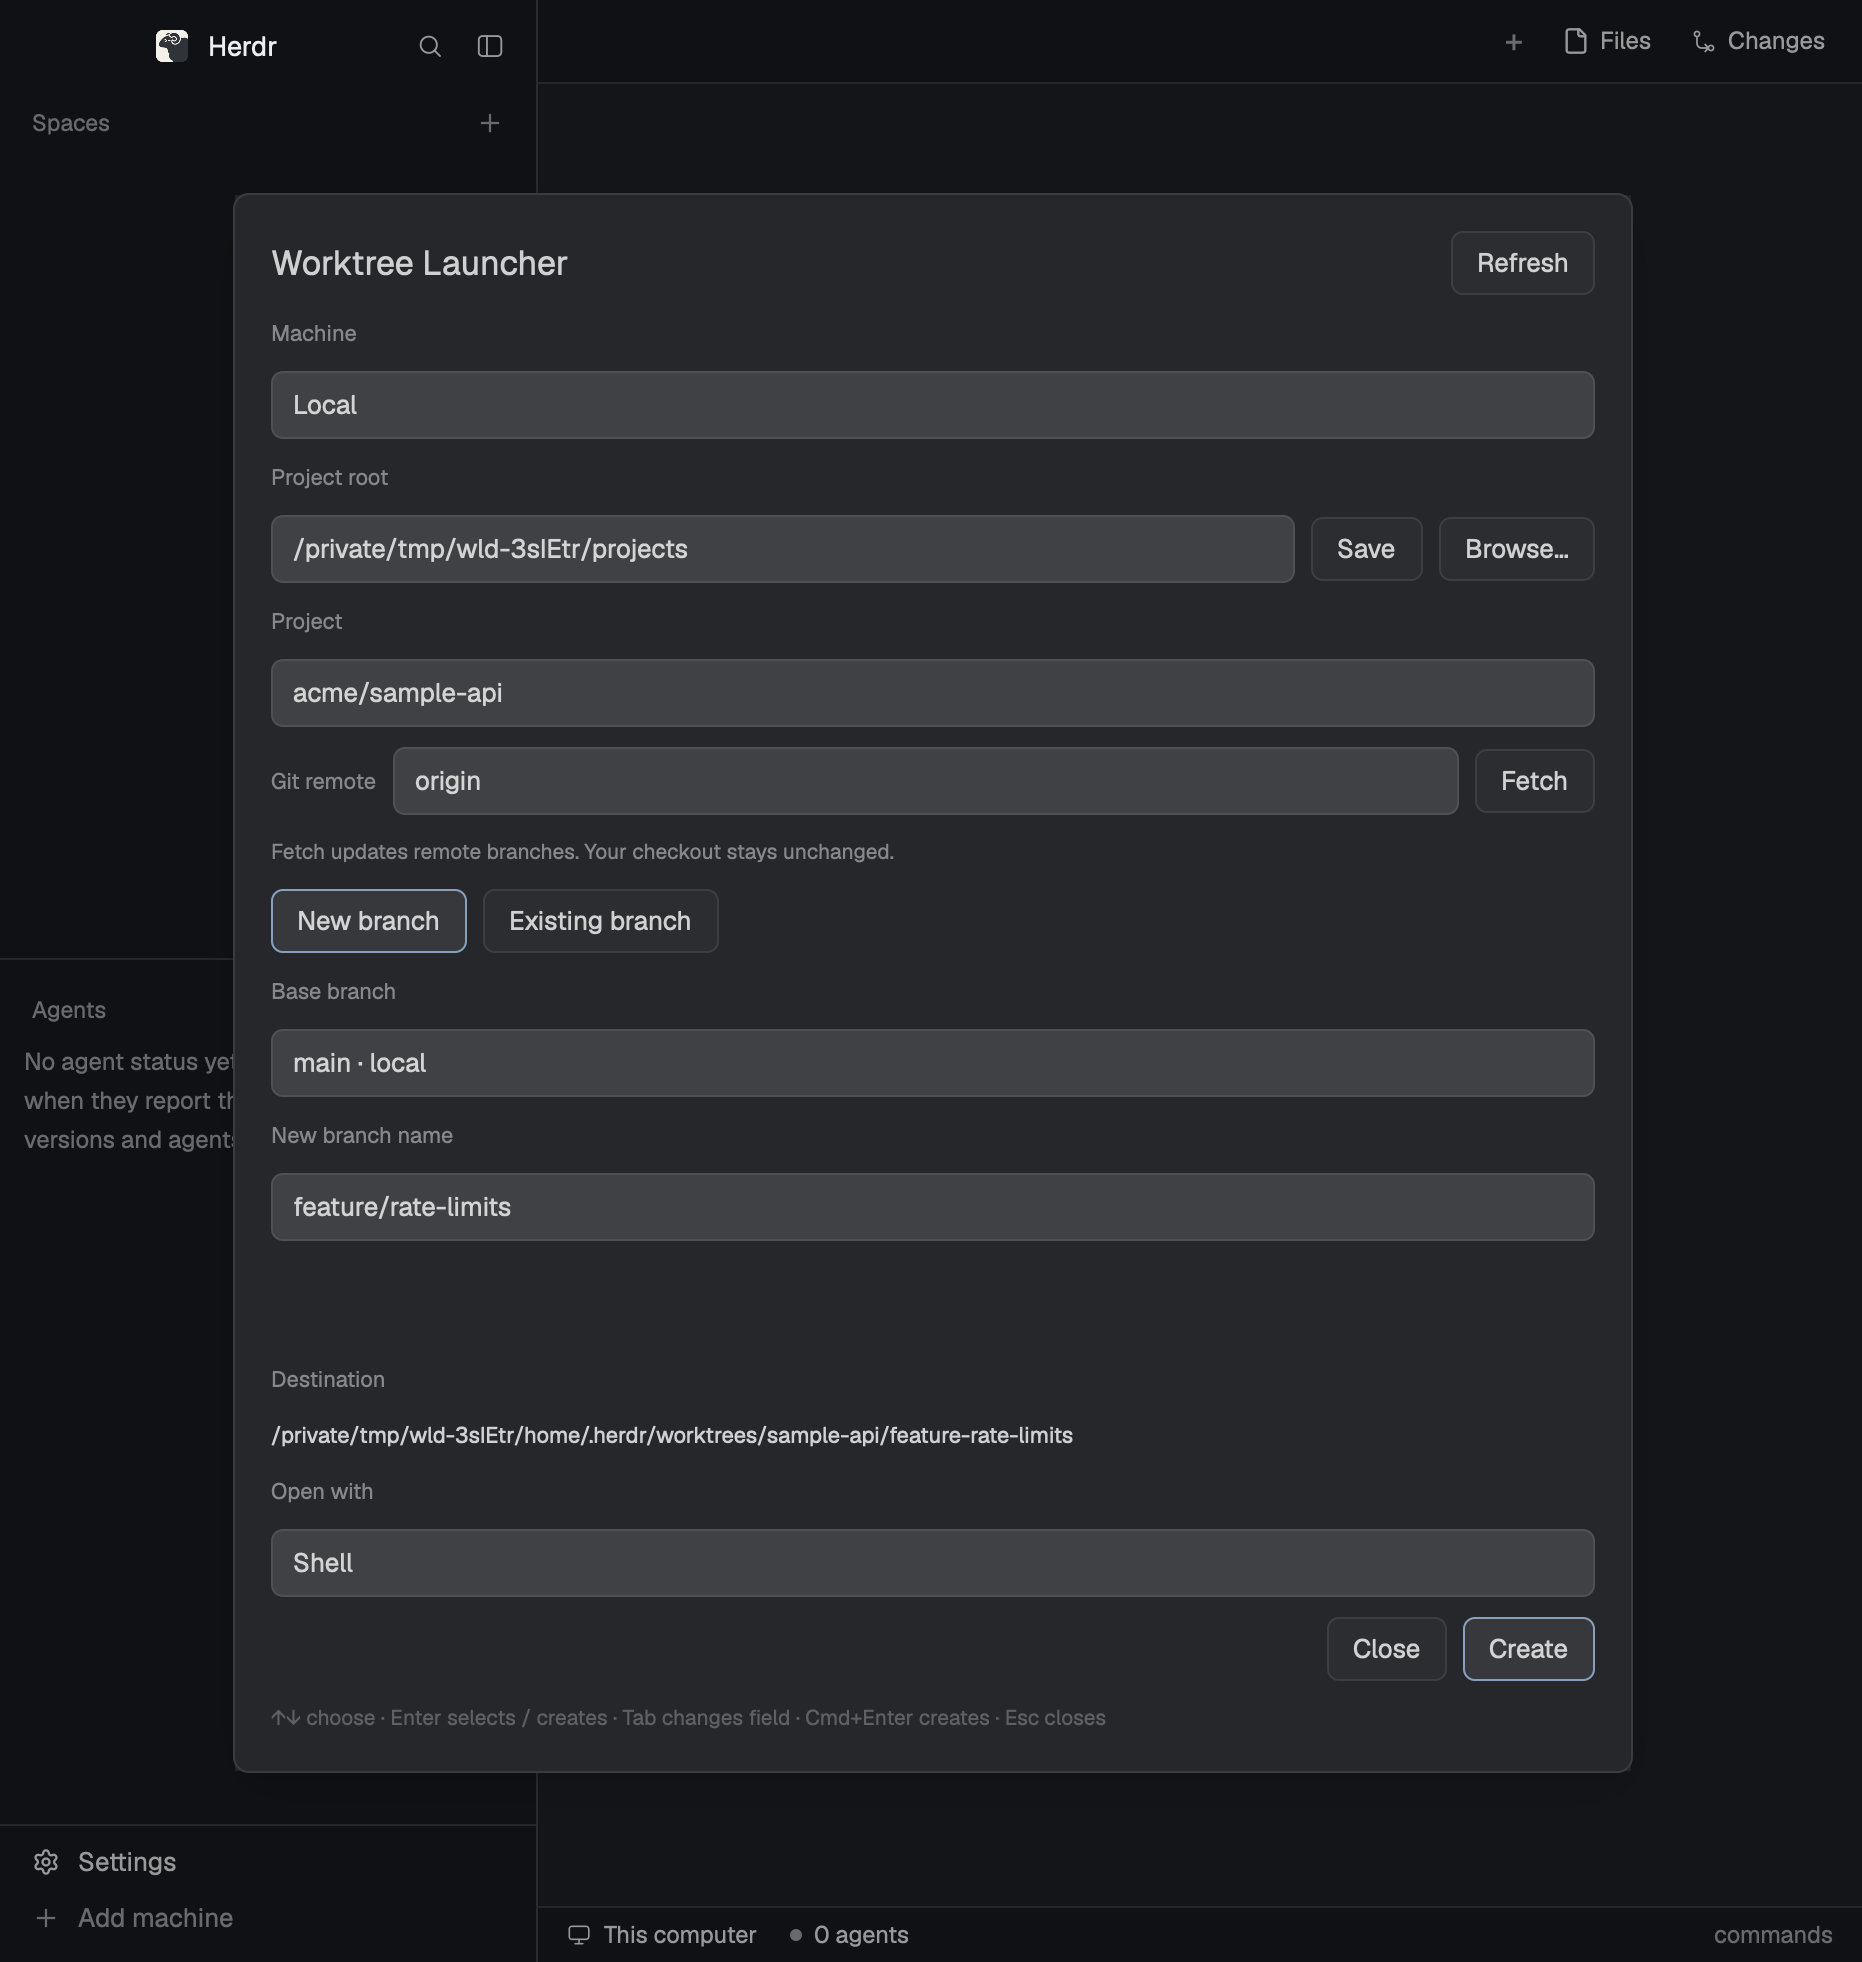 Herdr
+ Files Changes
Spaces +
Worktree Launcher
Refresh
Machine
Local
Project root
/private/tmp/wld-3sIEtr/projects
Save
Browse...
Project
acme/sample-api
Git remote
origin
Fetch
Fetch updates remote branches. Your checkout stays unchanged.
New branch
Existing branch
Base branch
main · local
New branch name
feature/rate-limits
Destination
/private/tmp/wld-3sIEtr/home/.herdr/worktrees/sample-api/feature-rate-limits
Open with
Shell
Close
Create
↑↓ choose · Enter selects / creates · Tab changes field · Cmd+Enter creates · Esc closes
Agents
No agent status yet
when they report th
versions and agents
Settings
+ Add machine
This computer
0 agents
commands